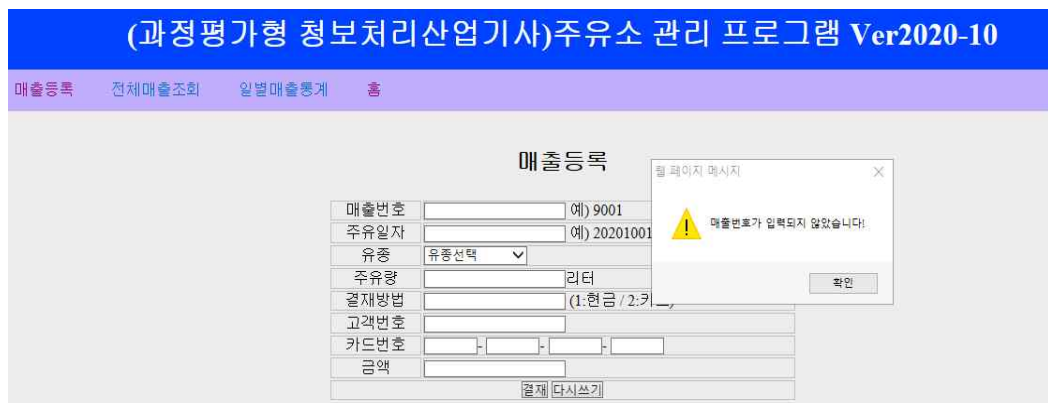 (과정평가형 청보처리산업기사)주유소 관리 프로그램 Ver2020-10
매출등록 전체매출조회 일별매출통계 홈
매출등록
웹 페이지 메시지
매출번호가 입력되지 않았습니다!
확인
매출번호 예) 9001
주유일자 예) 20201001
유종 유종선택
주유량 리터
결재방법 (1:현금 / 2:카드)
고객번호
카드번호 - - -
금액
결재 다시쓰기